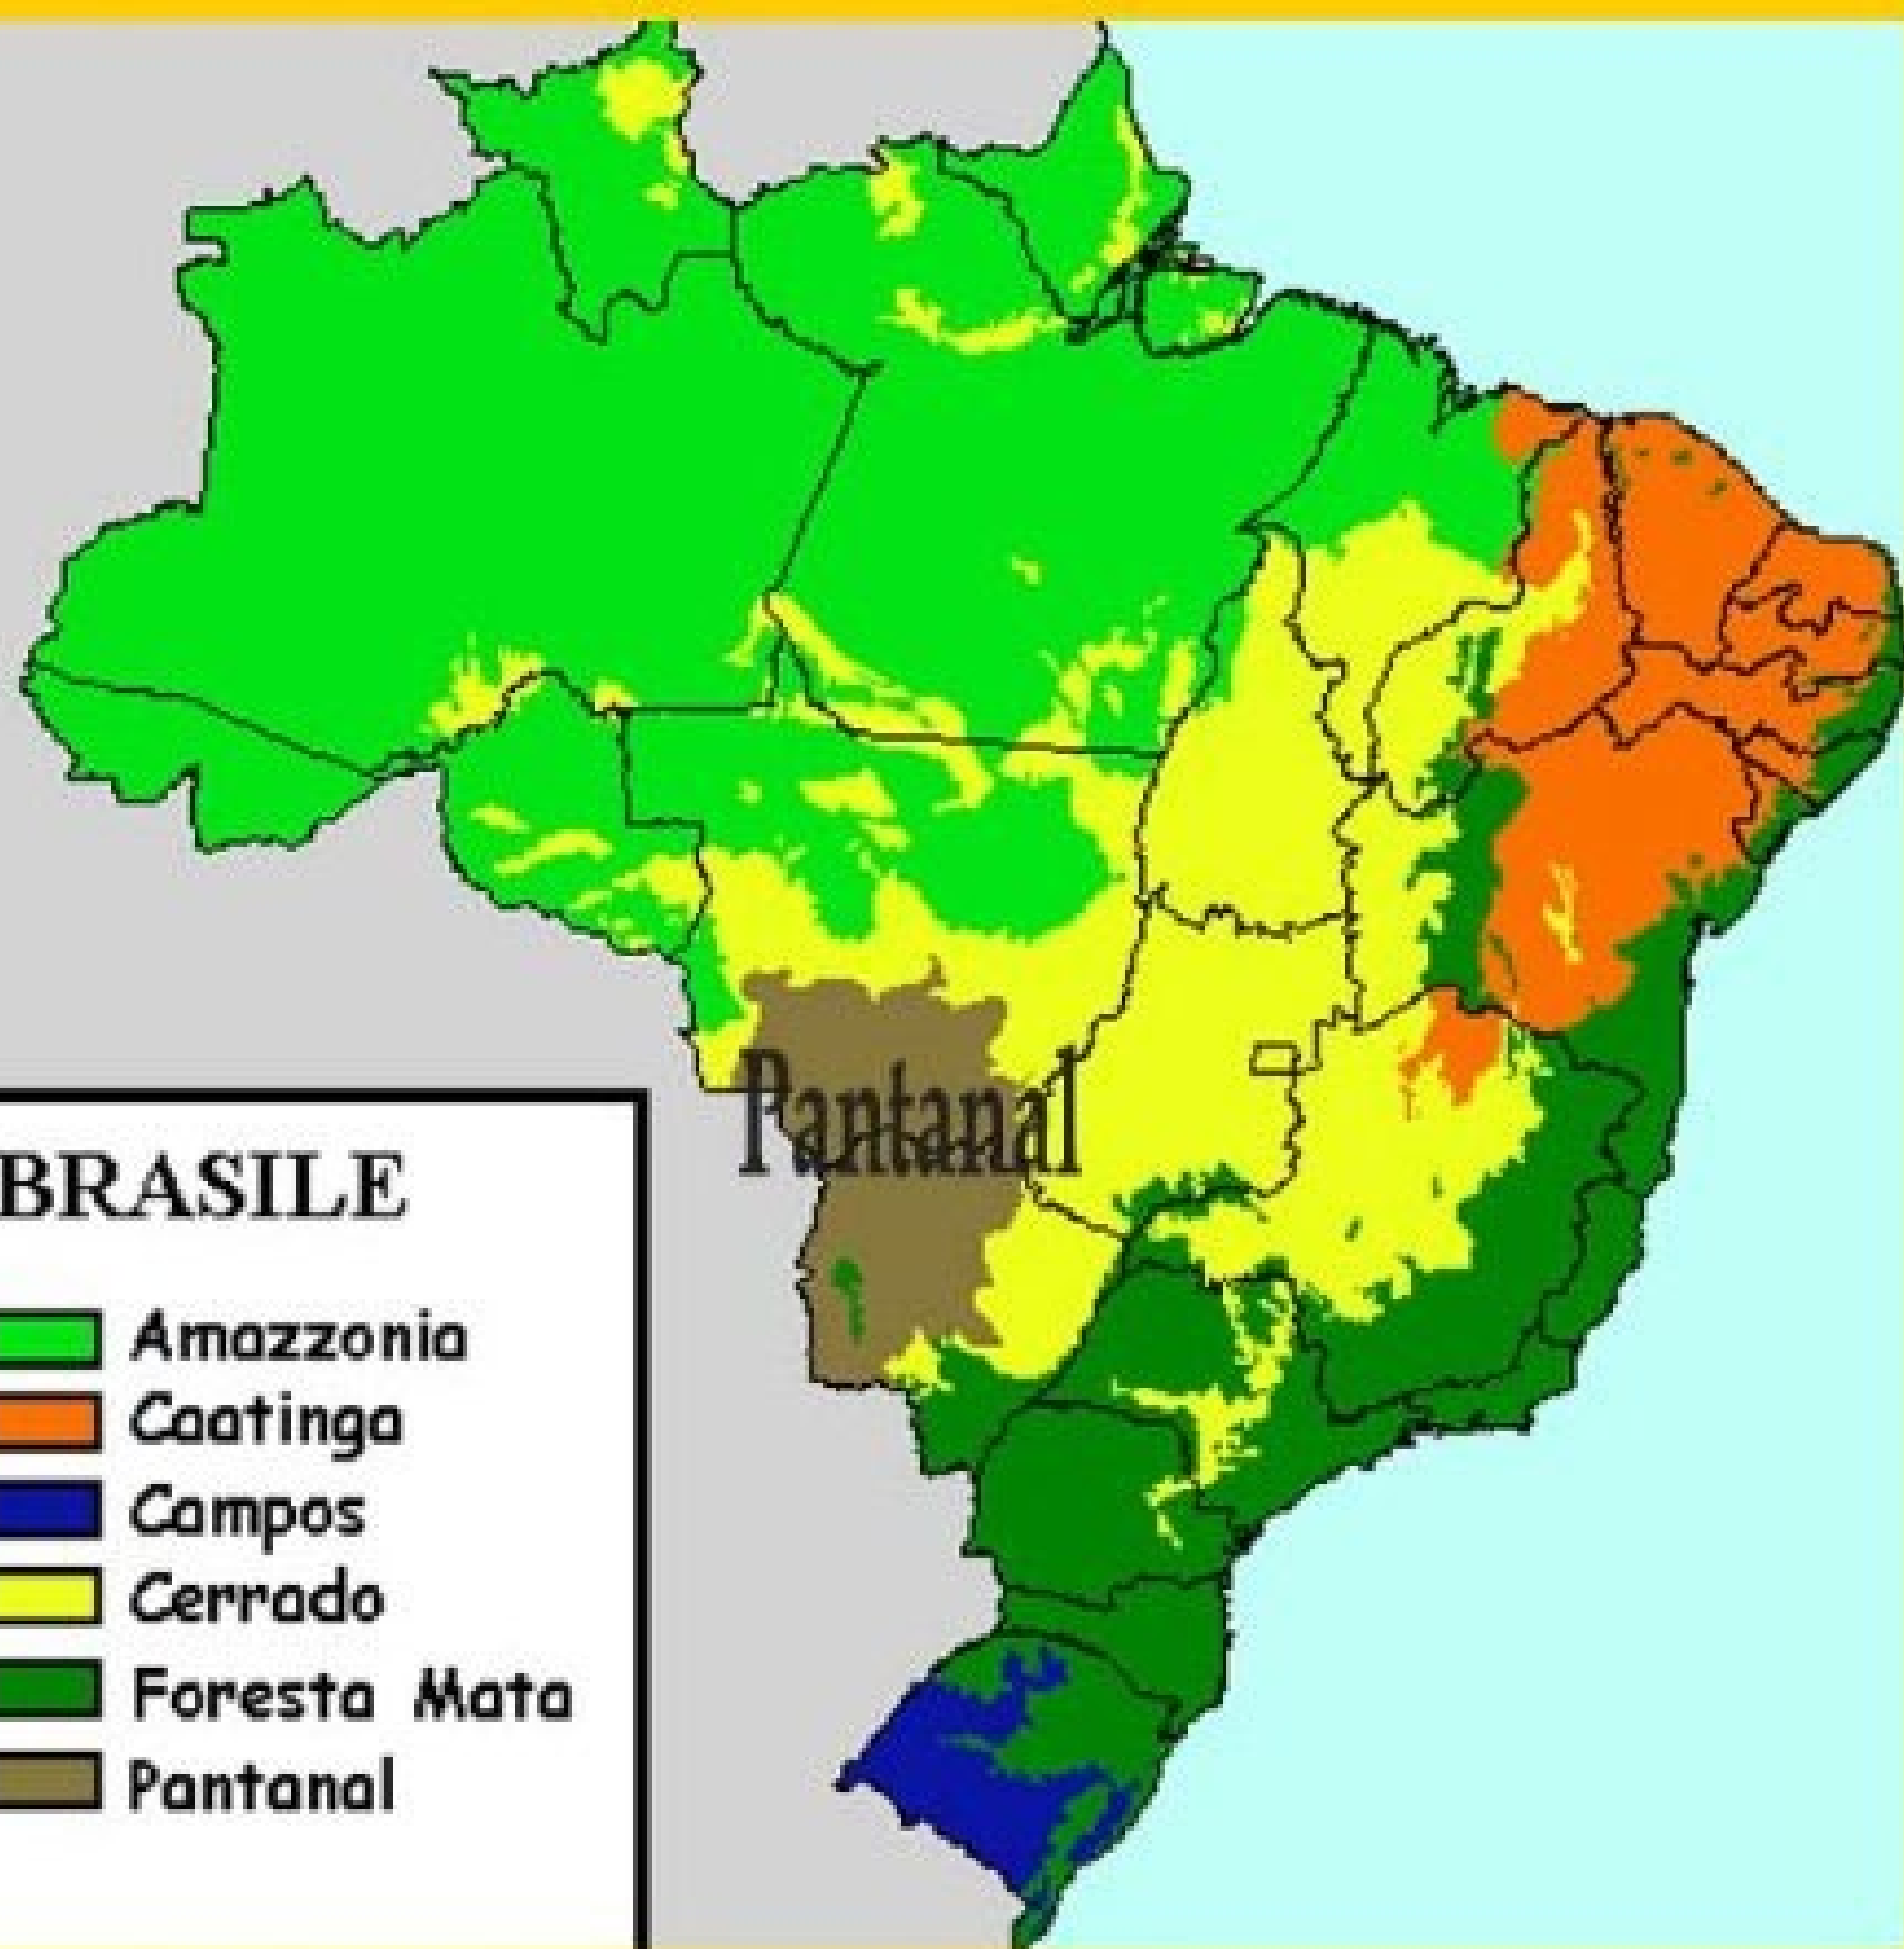 Pantanal
BRASILE
Amazzonia
Caatinga
Campos
Cerrado
Foresta Mata
Pantanal